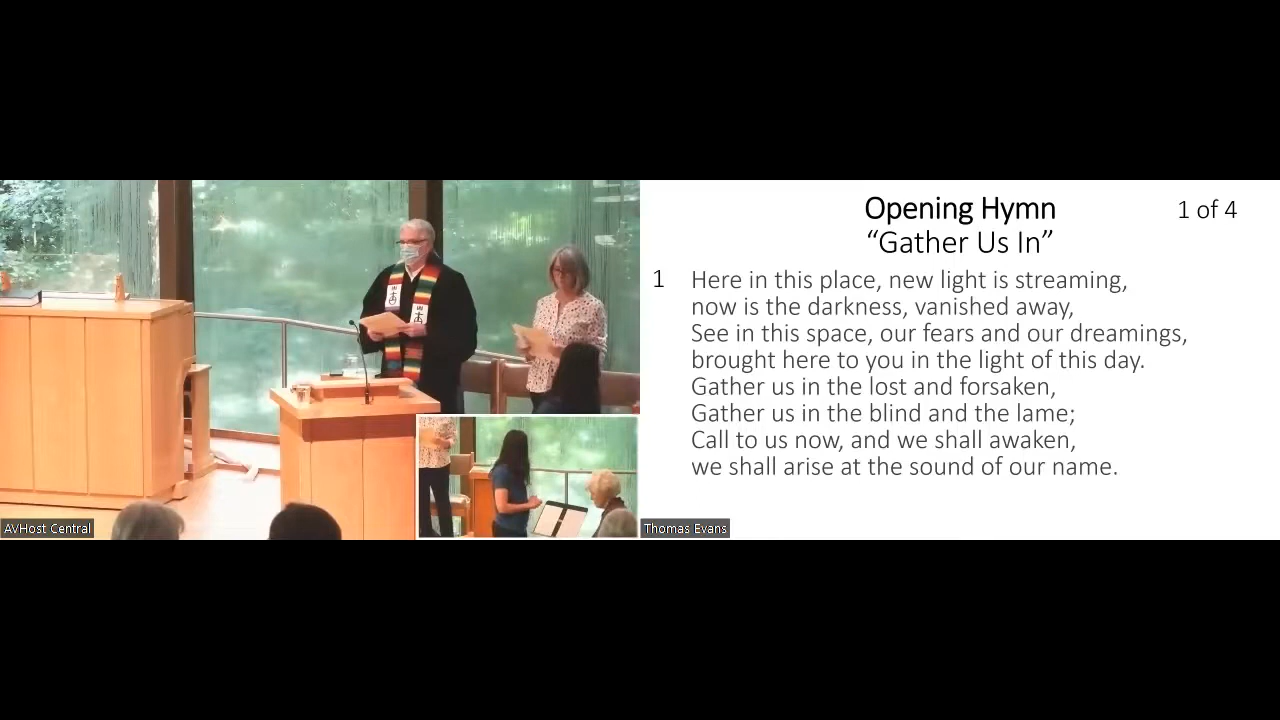 Opening Hymn
1 of 4
“Gather Us In”
1 Here in this place, new light is streaming,
now is the darkness, vanished away,
See in this space, our fears and our dreamings,
brought here to you in the light of this day.
Gather us in the lost and forsaken,
Gather us in the blind and the lame;
Call to us now, and we shall awaken,
we shall arise at the sound of our name.
AVHost Central
Thomas Evans